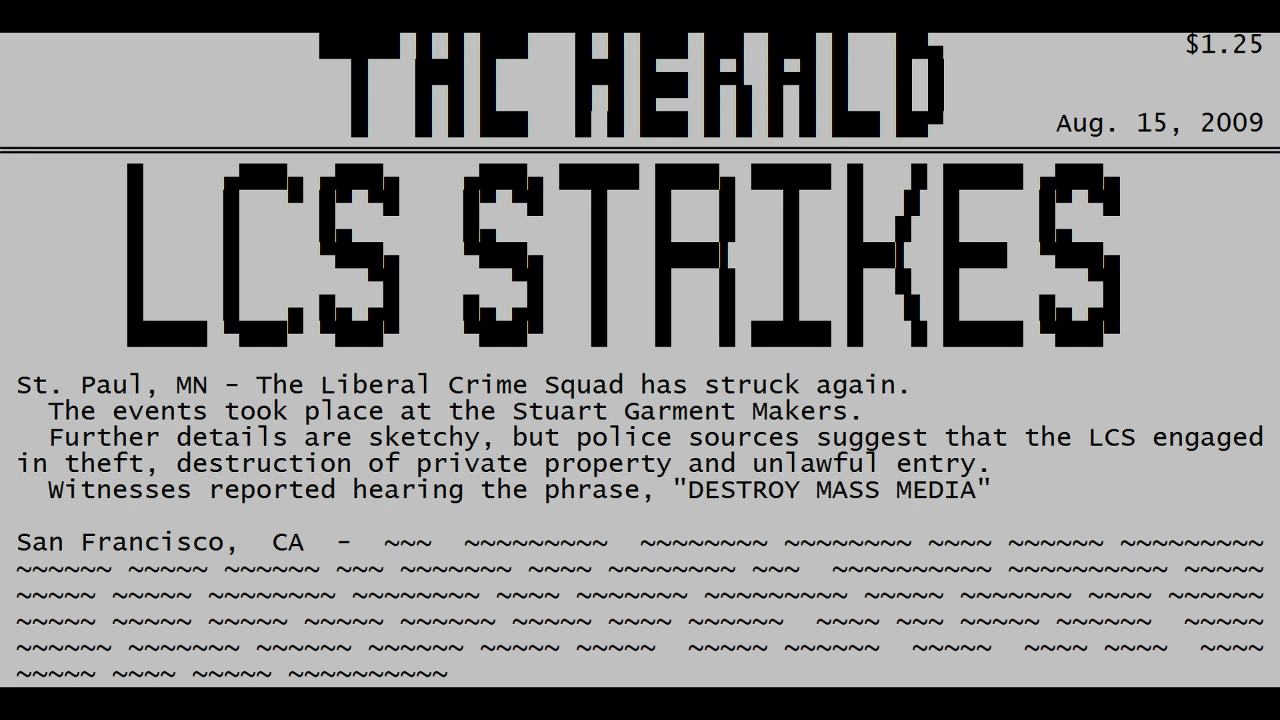 THE HERALD
$1.25
Aug. 15, 2009
LCS STRIKES
St. Paul, MN - The Liberal Crime Squad has struck again.
The events took place at the Stuart Garment Makers.
Further details are sketchy, but police sources suggest that the LCS engaged
in theft, destruction of private property and unlawful entry.
Witnesses reported hearing the phrase, "DESTROY MASS MEDIA"
San Francisco, CA - ~~~ ~~~~~~~~~ ~~~~~~~~ ~~~~~~~~ ~~~~ ~~~~~~ ~~~~~~~~~
~~~~~~ ~~~~~ ~~~~~~ ~~~ ~~~~~~~ ~~~~ ~~~~~~~~ ~~~ ~~~~~~~~~~ ~~~~~~~~~~ ~~~~~
~~~~~ ~~~~~ ~~~~~~~~ ~~~~~~~~ ~~~~ ~~~~~~~ ~~~~~~~~~ ~~~~~ ~~~~~~~ ~~~~ ~~~~~~
~~~~~ ~~~~~ ~~~~~ ~~~~~ ~~~~~~ ~~~~~ ~~~~ ~~~~~~ ~~~~ ~~~ ~~~~~ ~~~~~~ ~~~~~
~~~~~~ ~~~~~~~ ~~~~~~ ~~~~~~ ~~~~~ ~~~~~ ~~~~~ ~~~~~~ ~~~~~ ~~~~ ~~~~ ~~~~
~~~~~ ~~~~ ~~~~~ ~~~~~~~~~~